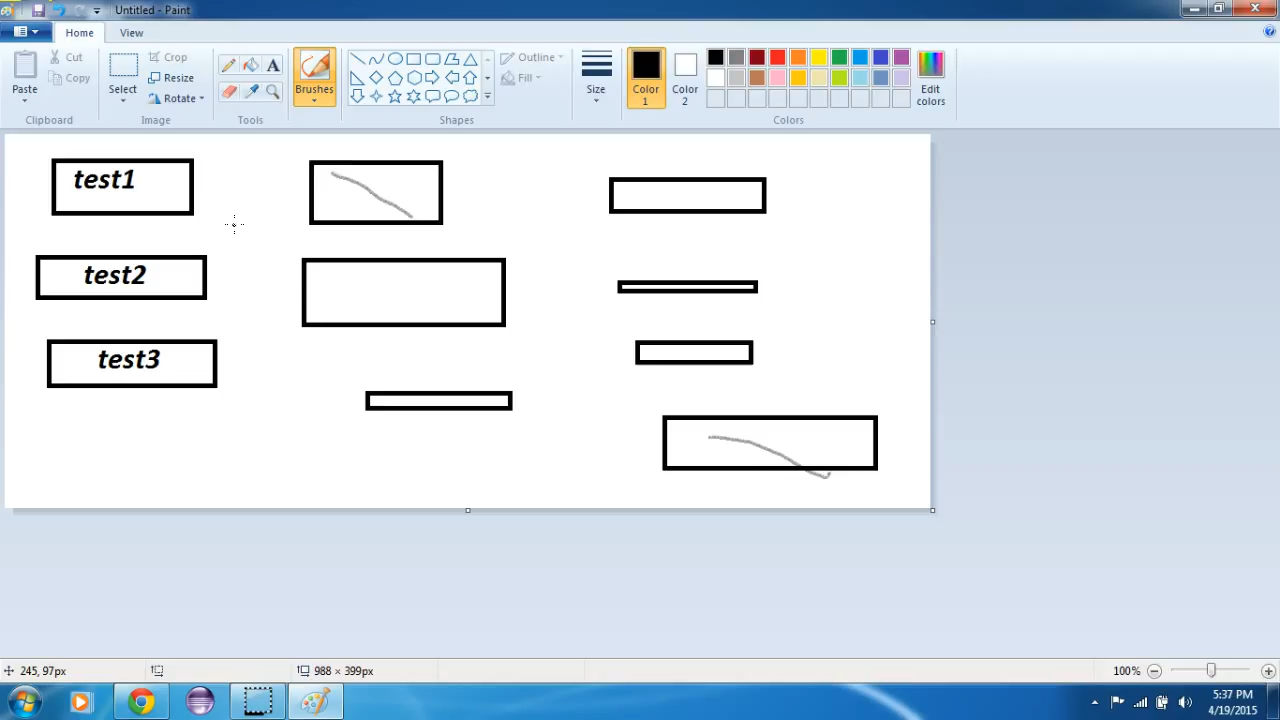 Untitled - Paint
Home
View
Paste
Cut
Copy
Clipboard
Select
Crop
Resize
Rotate
Image
Tools
Brushes
Outline
Fill
Shapes
Size
Color 1
Color 2
Edit colors
Colors
test1
test2
test3
245, 97px
988 × 399px
100%
5:37 PM
4/19/2015